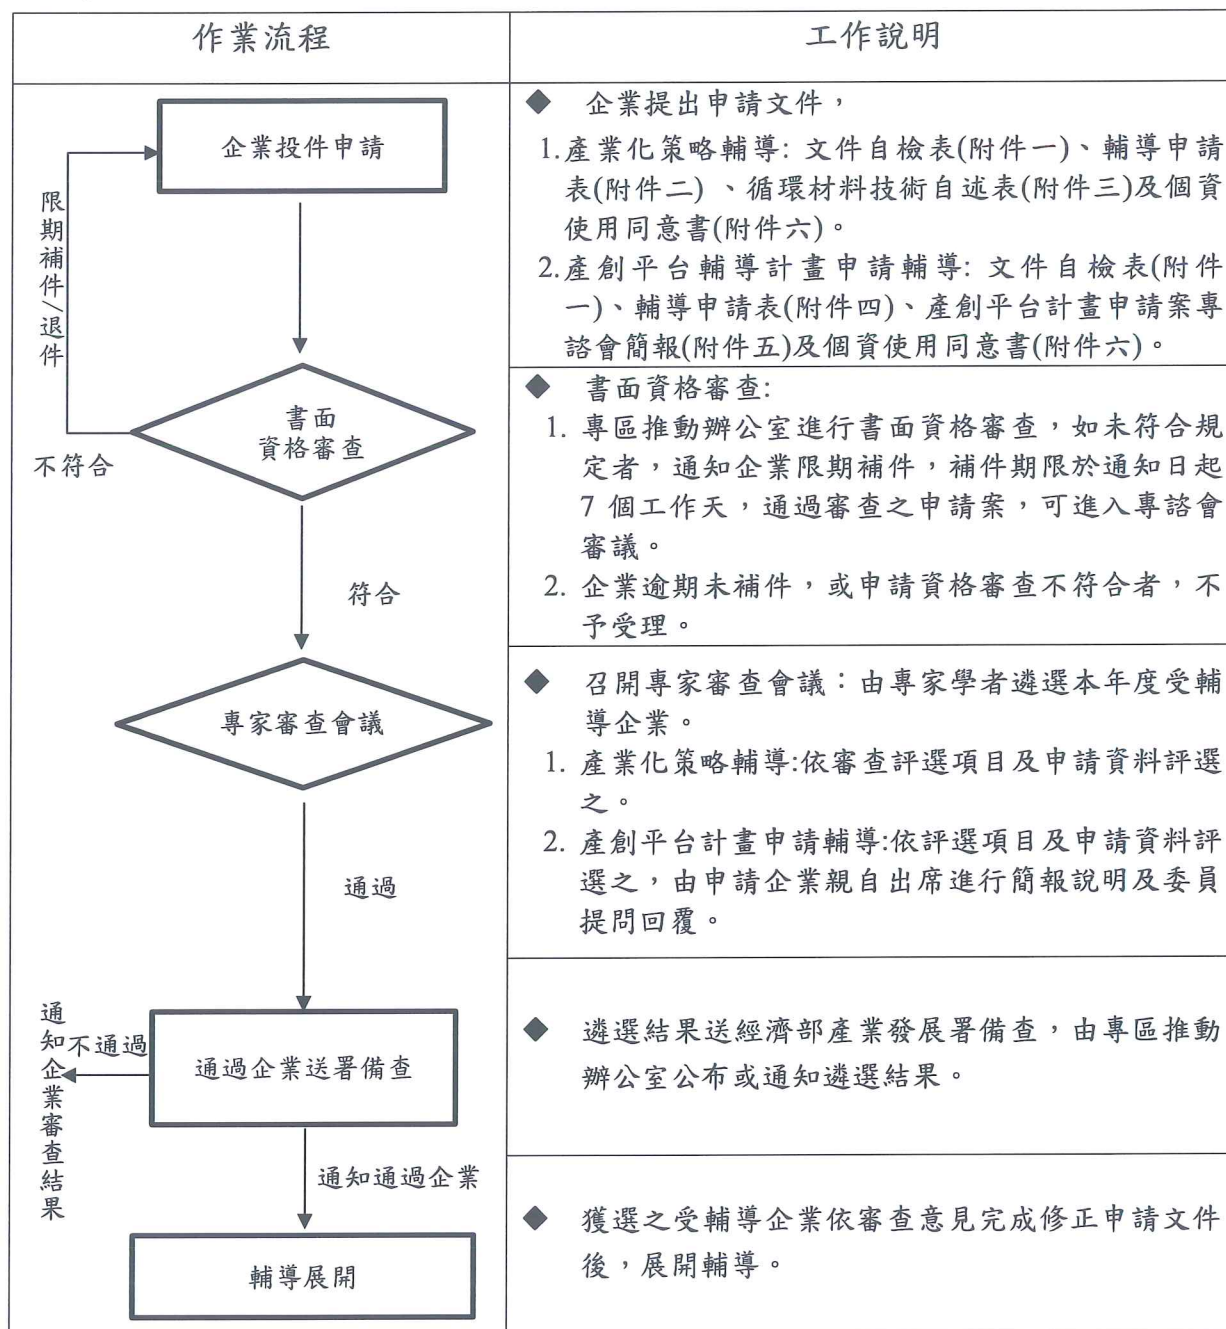 作業流程
工作說明
企業投件申請
限期補件/退件
書面
資格審查
不符合
符合
專家審查會議
通過
通過企業送署備查
不通過
通知企業審查結果
通知通過企業
輔導展開
◆ 企業提出申請文件，
1.產業化策略輔導: 文件自檢表(附件一)、輔導申請
表(附件二) 、循環材料技術自述表(附件三)及個資
使用同意書(附件六)。
2.產創平台輔導計畫申請輔導: 文件自檢表(附件
一)、輔導申請表(附件四)、產創平台計畫申請案專
諮會簡報(附件五)及個資使用同意書(附件六)。
◆ 書面資格審查:
1. 專區推動辦公室進行書面資格審查，如未符合規
定者，通知企業限期補件，補件期限於通知日起
7 個工作天，通過審查之申請案，可進入專諮會
審議。
2. 企業逾期未補件，或申請資格審查不符合者，不
予受理。
◆ 召開專家審查會議：由專家學者遴選本年度受輔
導企業。
1. 產業化策略輔導:依審查評選項目及申請資料評選
之。
2. 產創平台計畫申請輔導:依評選項目及申請資料評
選之，由申請企業親自出席進行簡報說明及委員
提問回覆。
◆ 遴選結果送經濟部產業發展署備查，由專區推動
辦公室公布或通知遴選結果。
◆ 獲選之受輔導企業依審查意見完成修正申請文件
後，展開輔導。